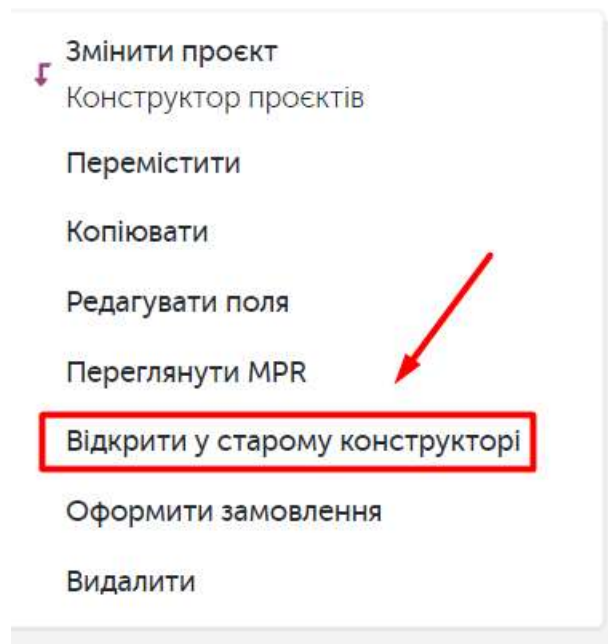 Змінити проєкт
Конструктор проєктів
Перемістити
Копіювати
Редагувати поля
Переглянути MPR
Відкрити у старому конструкторі
Оформити замовлення
Видалити